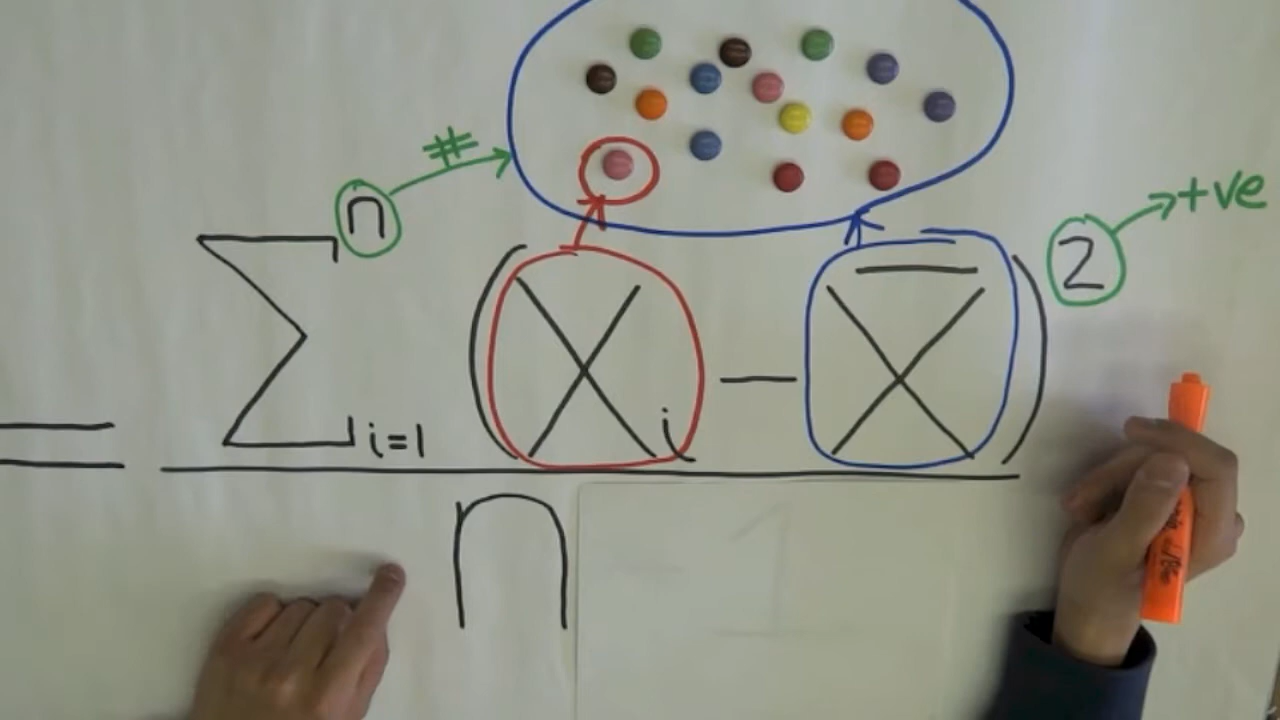 # +ve
= Σ n i=1 (X i − X̅) 2
n